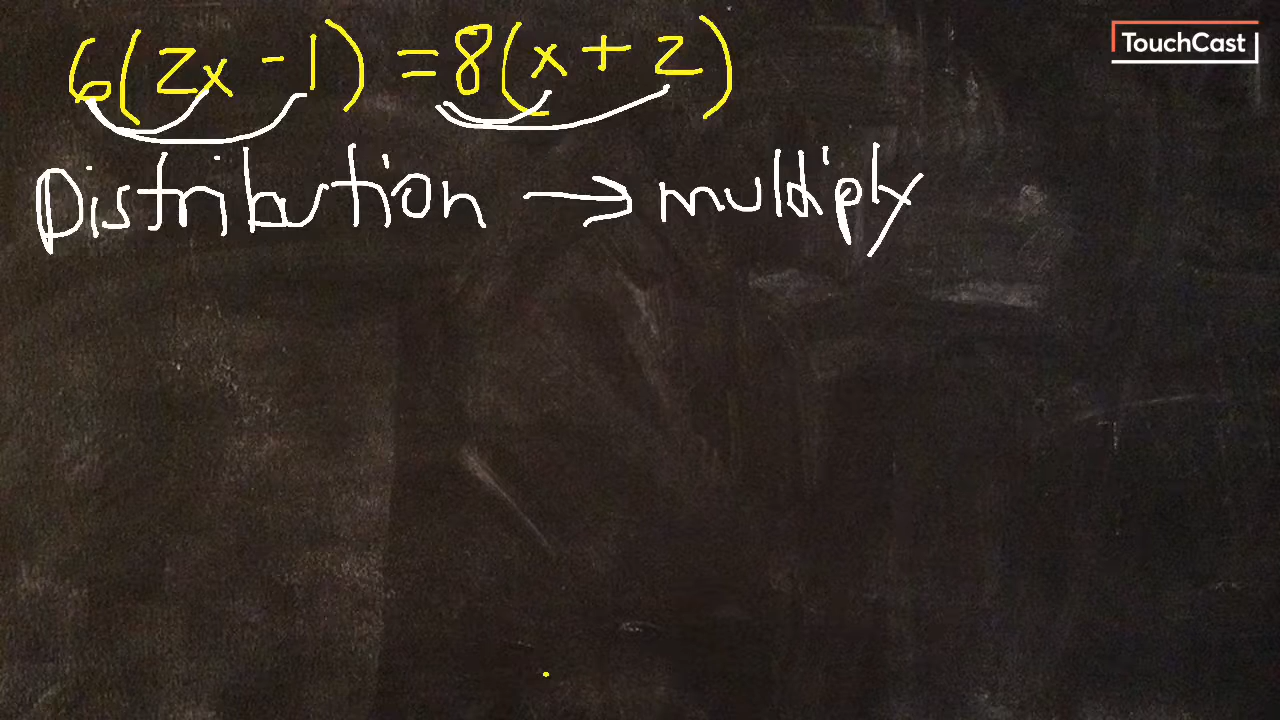 6(2x - 1) = 8(x + 2)
TouchCast
Distribution → multiply